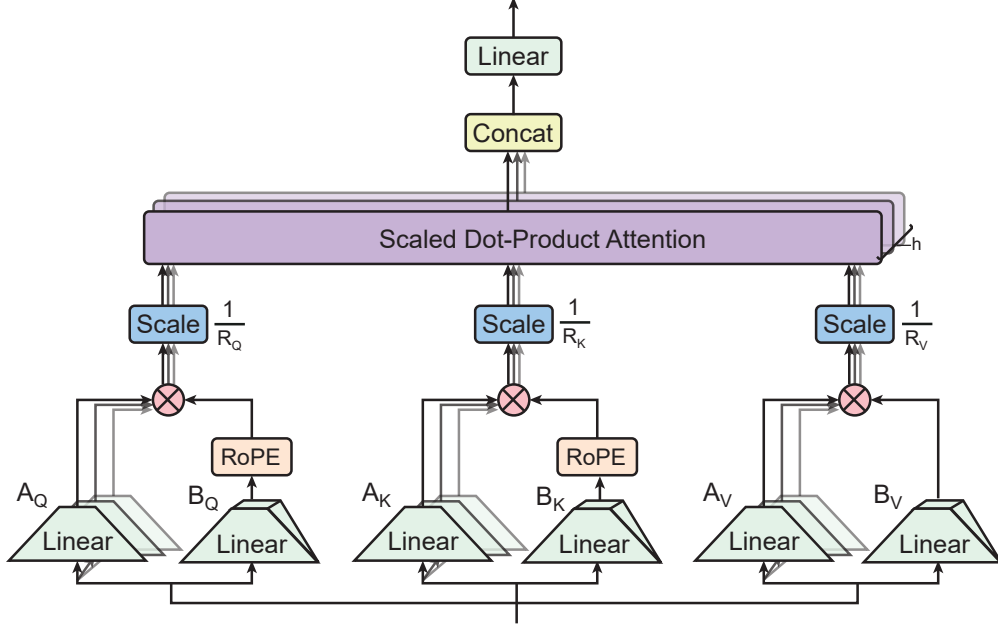 Linear
Concat
Scaled Dot-Product Attention
h
Scale 1/R_Q
Scale 1/R_K
Scale 1/R_V
RoPE
RoPE
A_Q
B_Q
A_K
B_K
A_V
B_V
Linear
Linear
Linear
Linear
Linear
Linear